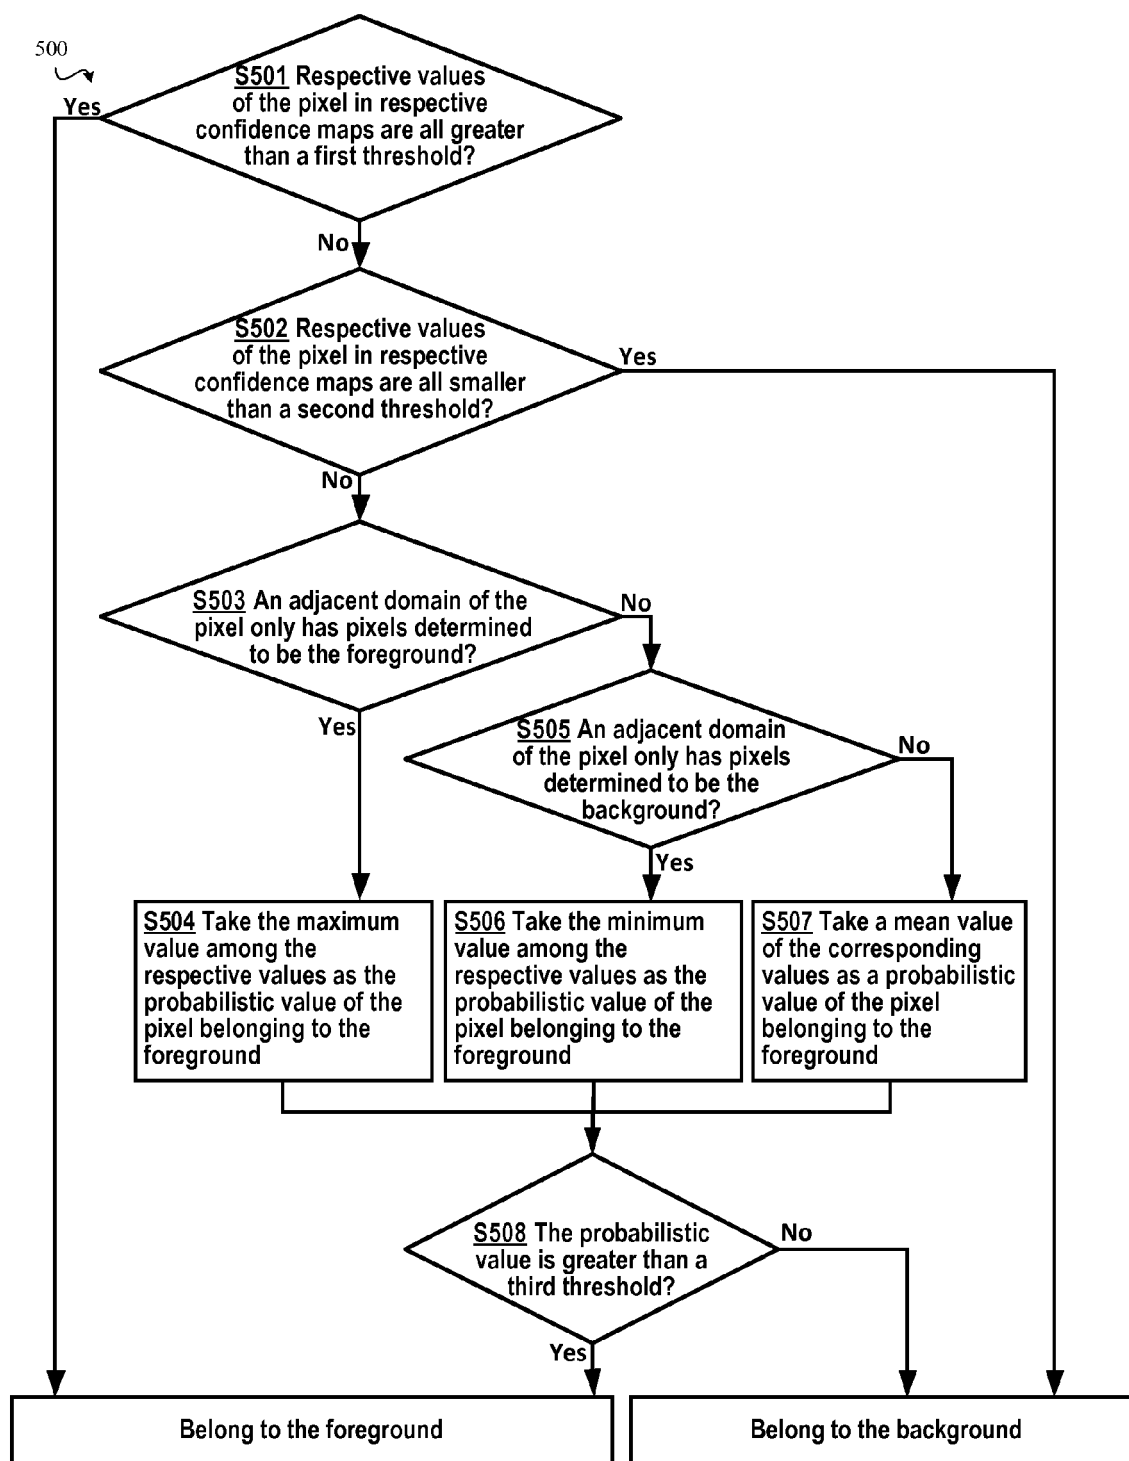 500
S501 Respective values
of the pixel in respective
confidence maps are all greater
than a first threshold?
Yes
No
S502 Respective values
of the pixel in respective
confidence maps are all smaller
than a second threshold?
Yes
No
S503 An adjacent domain of the
pixel only has pixels determined
to be the foreground?
No
Yes
S505 An adjacent domain
of the pixel only has pixels
determined to be the
background?
No
Yes
S504 Take the maximum
value among the
respective values as the
probabilistic value of the
pixel belonging to the
foreground
S506 Take the minimum
value among the
respective values as the
probabilistic value of the
pixel belonging to the
foreground
S507 Take a mean value
of the corresponding
values as a probabilistic
value of the pixel
belonging to the
foreground
S508 The probabilistic
value is greater than a
third threshold?
No
Yes
Belong to the foreground
Belong to the background